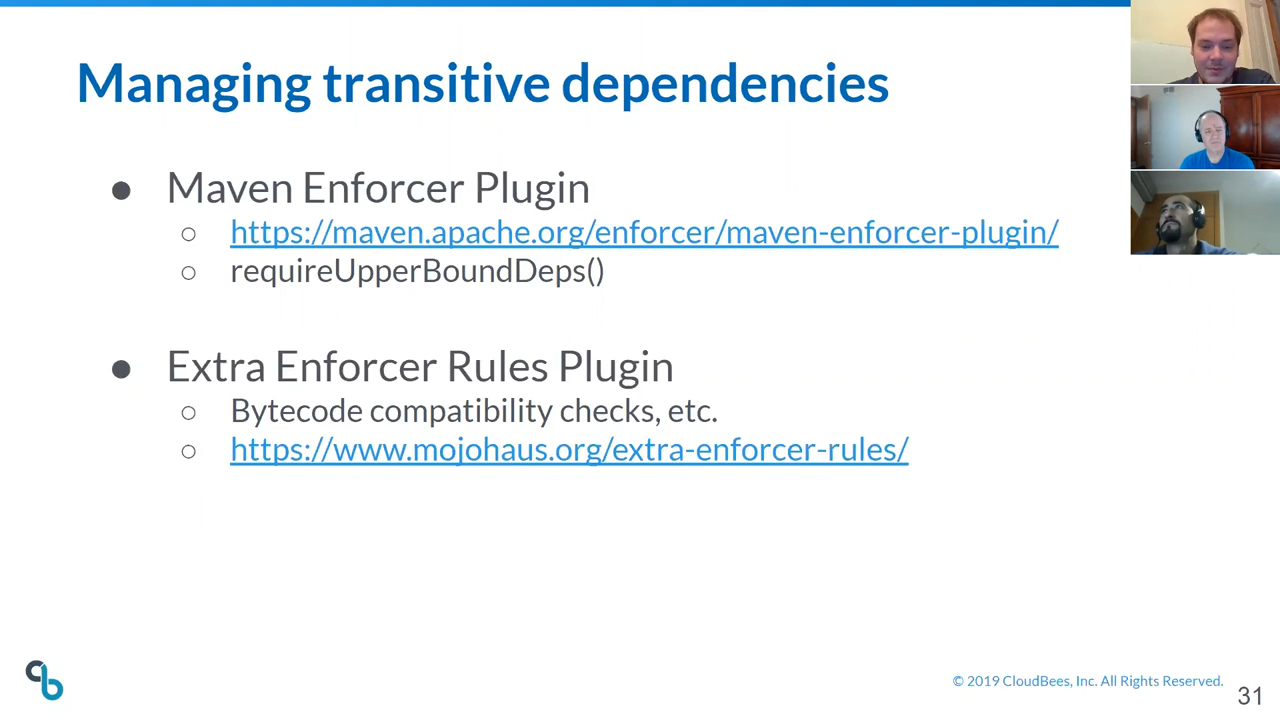 Managing transitive dependencies
● Maven Enforcer Plugin
○ https://maven.apache.org/enforcer/maven-enforcer-plugin/
○ requireUpperBoundDeps()
● Extra Enforcer Rules Plugin
○ Bytecode compatibility checks, etc.
○ https://www.mojohaus.org/extra-enforcer-rules/
© 2019 CloudBees, Inc. All Rights Reserved.
31